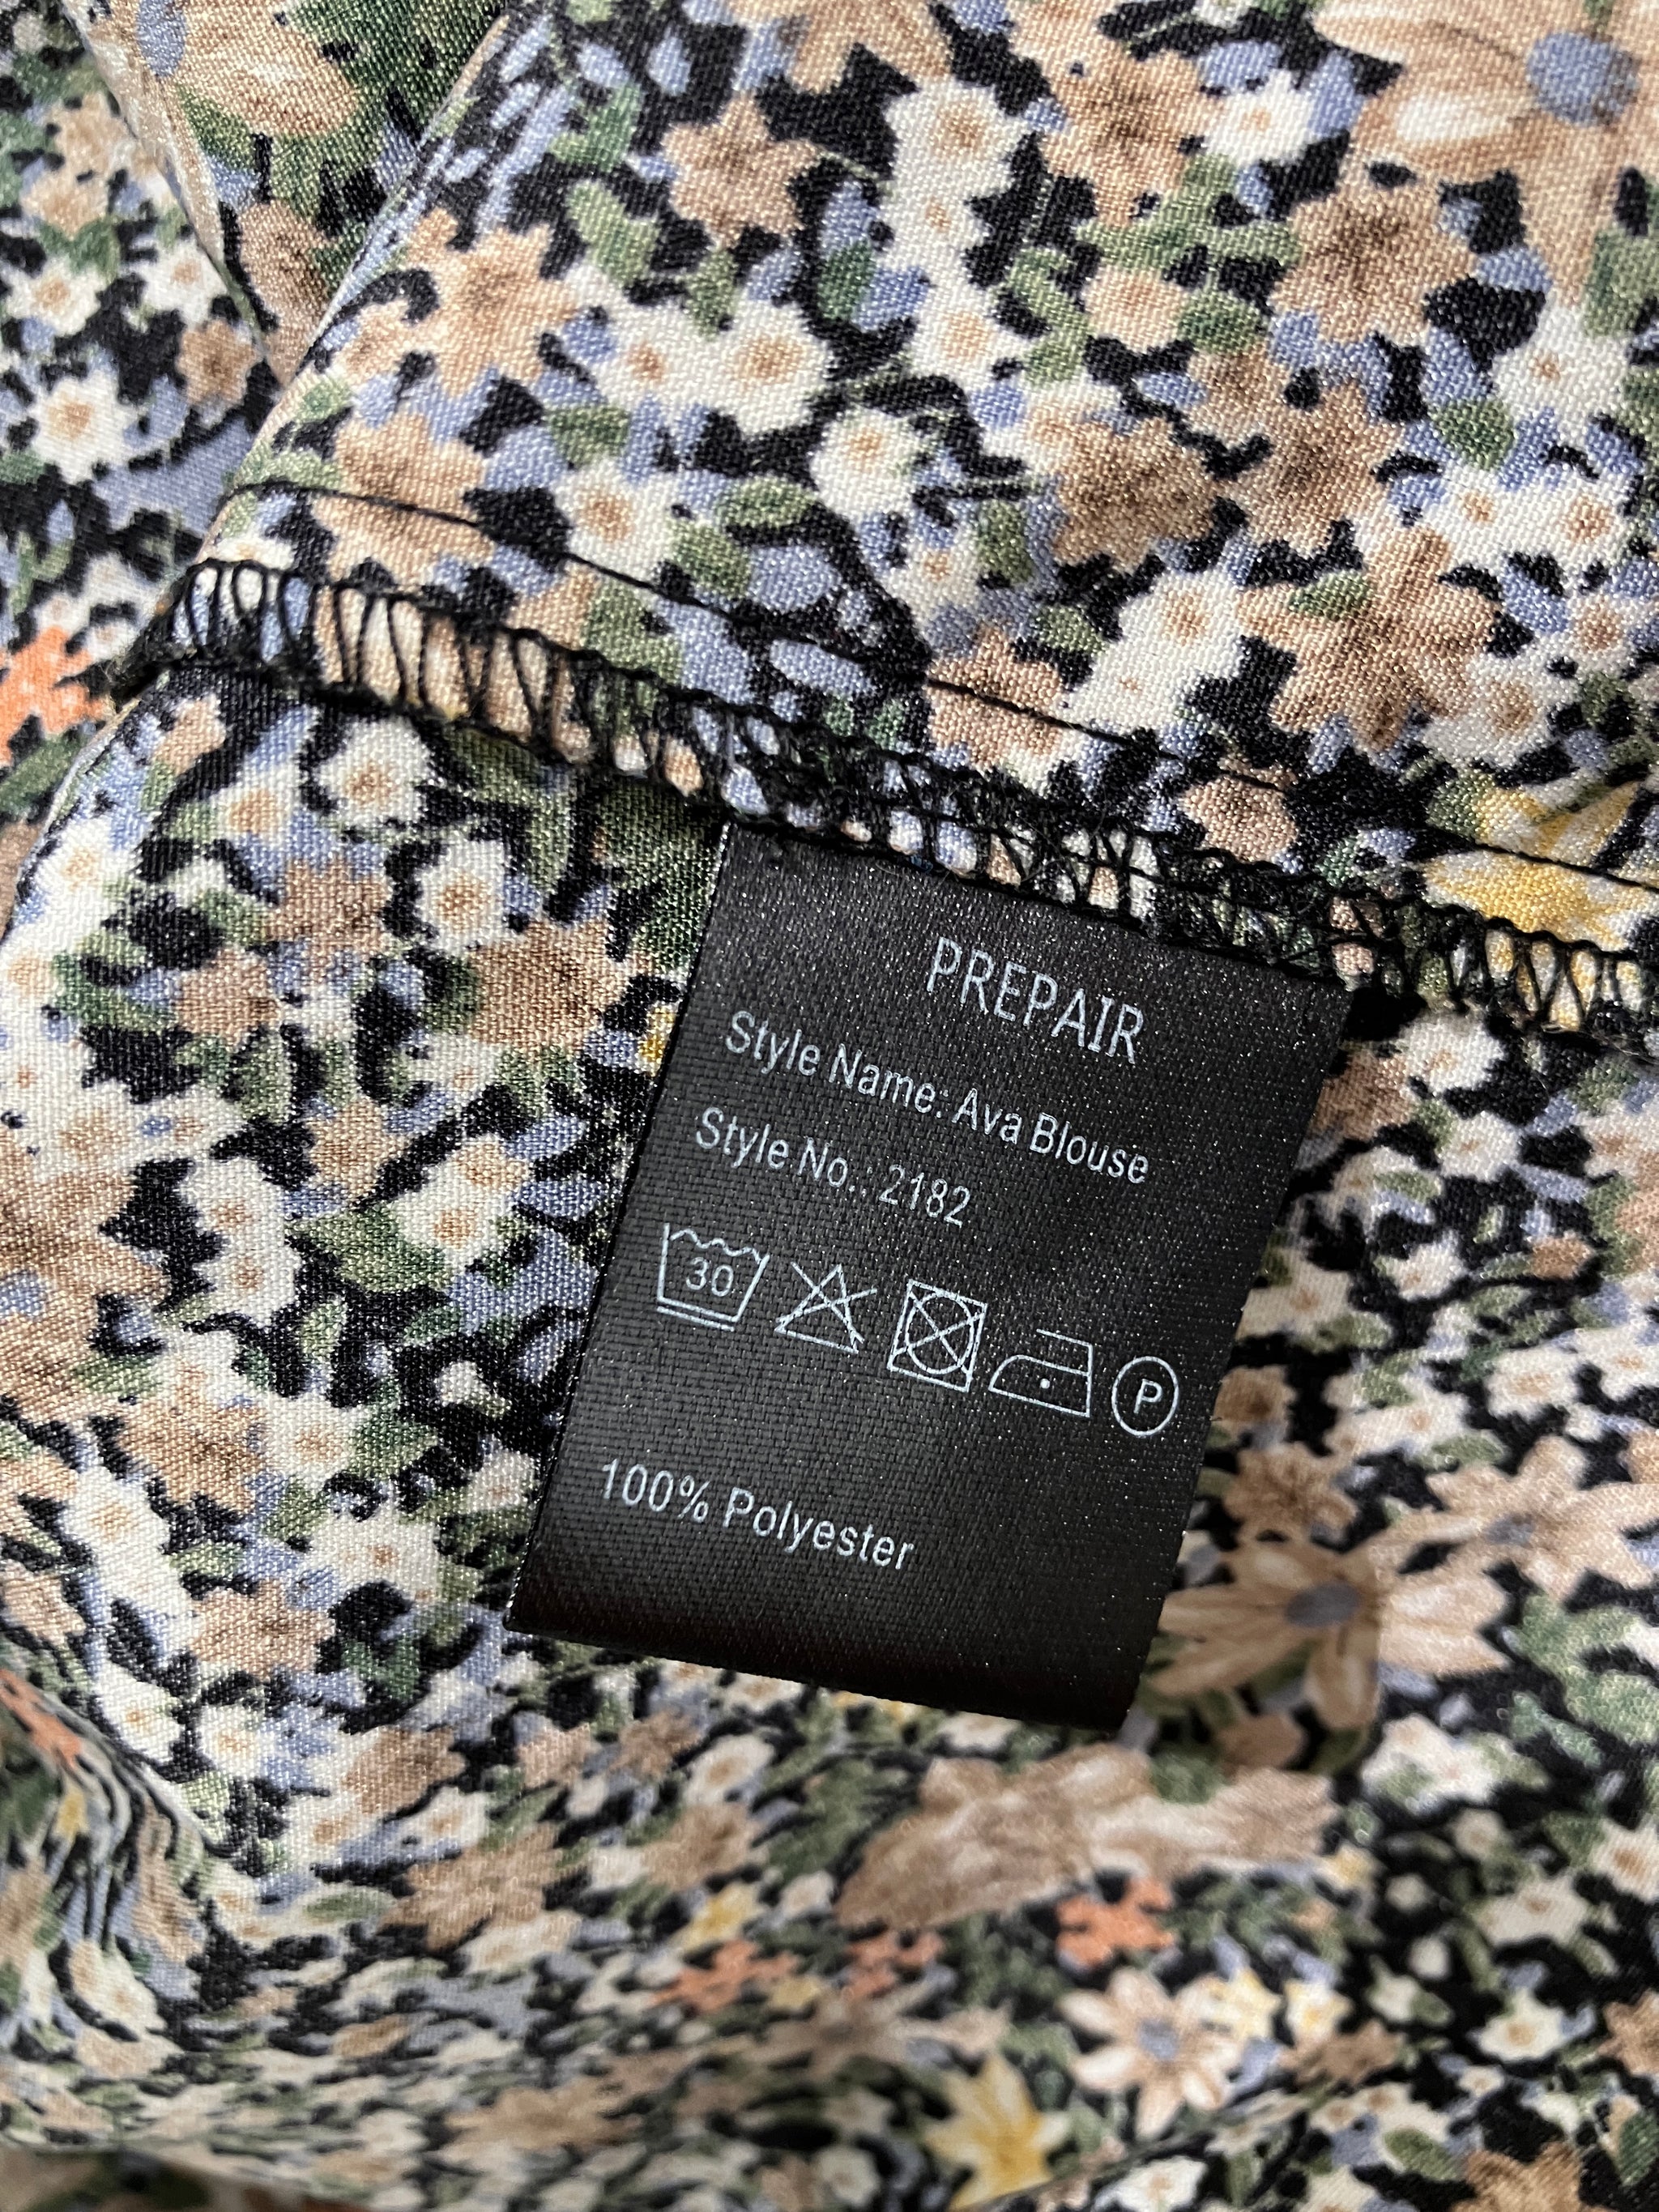 PREPAIR
Style Name: Ava Blouse
Style No.: 2182
30 P
100% Polyester